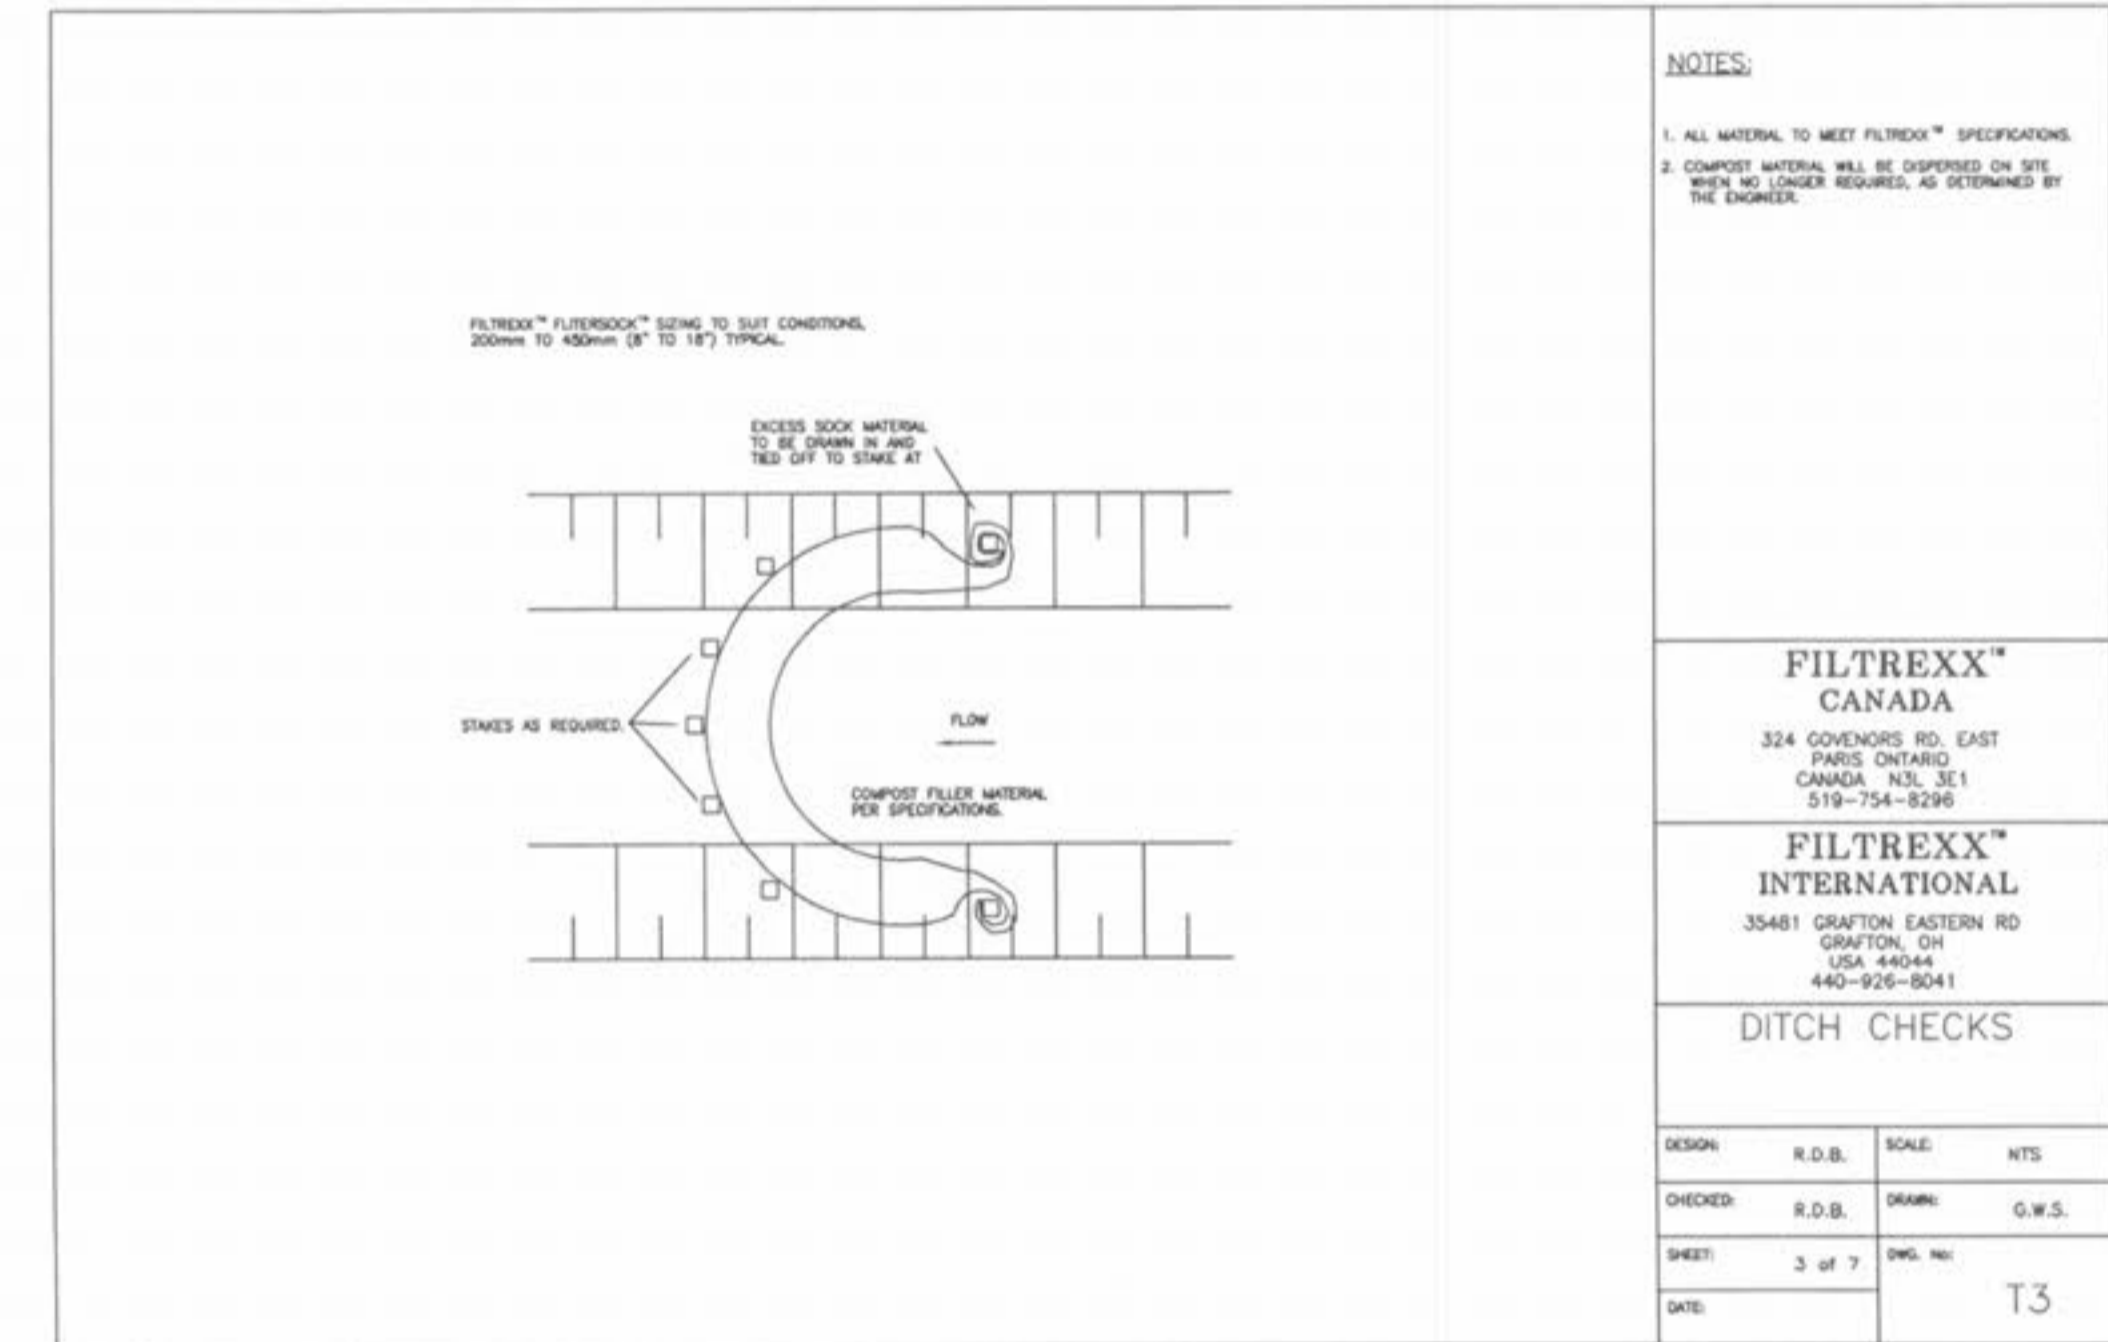 FILTREXX™ FLITERSOCK™ SIZING TO SUIT CONDITIONS,
200mm TO 450mm (8" TO 18") TYPICAL.
EXCESS SOCK MATERIAL
TO BE DRAWN IN AND
TIED OFF TO STAKE AT
STAKES AS REQUIRED.
FLOW
COMPOST FILLER MATERIAL
PER SPECIFICATIONS.
NOTES:
1. ALL MATERIAL TO MEET FILTREXX™ SPECIFICATIONS.
2. COMPOST MATERIAL WILL BE DISPERSED ON SITE
WHEN NO LONGER REQUIRED, AS DETERMINED BY
THE ENGINEER.
FILTREXX™
CANADA
324 GOVENORS RD. EAST
PARIS ONTARIO
CANADA N3L 3E1
519-754-8296
FILTREXX™
INTERNATIONAL
35481 GRAFTON EASTERN RD
GRAFTON, OH
USA 44044
440-926-8041
DITCH CHECKS
DESIGN: R.D.B. SCALE: NTS
CHECKED: R.D.B. DRAWN: G.W.S.
SHEET: 3 of 7 DWG. No:
T3
DATE: